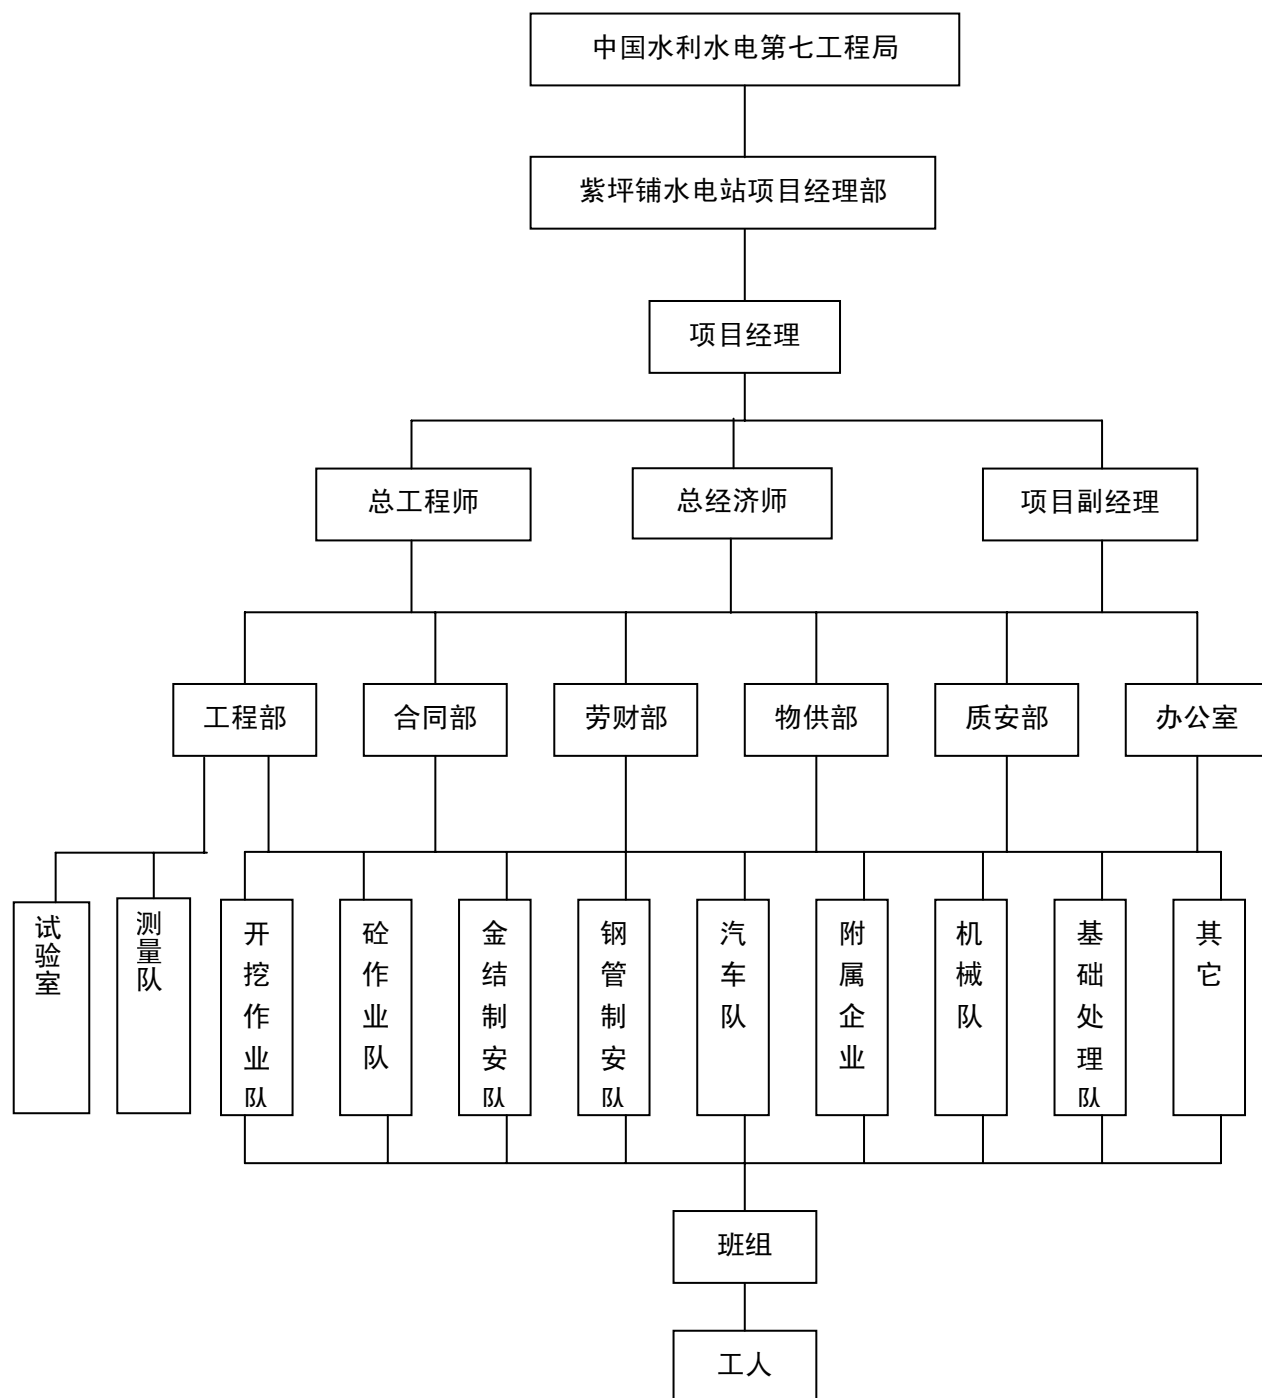 中国水利水电第七工程局
紫坪铺水电站项目经理部
项目经理
总工程师
总经济师
项目副经理
工程部
合同部
劳财部
物供部
质安部
办公室
试验室
测量队
开挖作业队
砼作业队
金结制安队
钢管制安队
汽车队
附属企业
机械队
基础处理队
其它
班组
工人